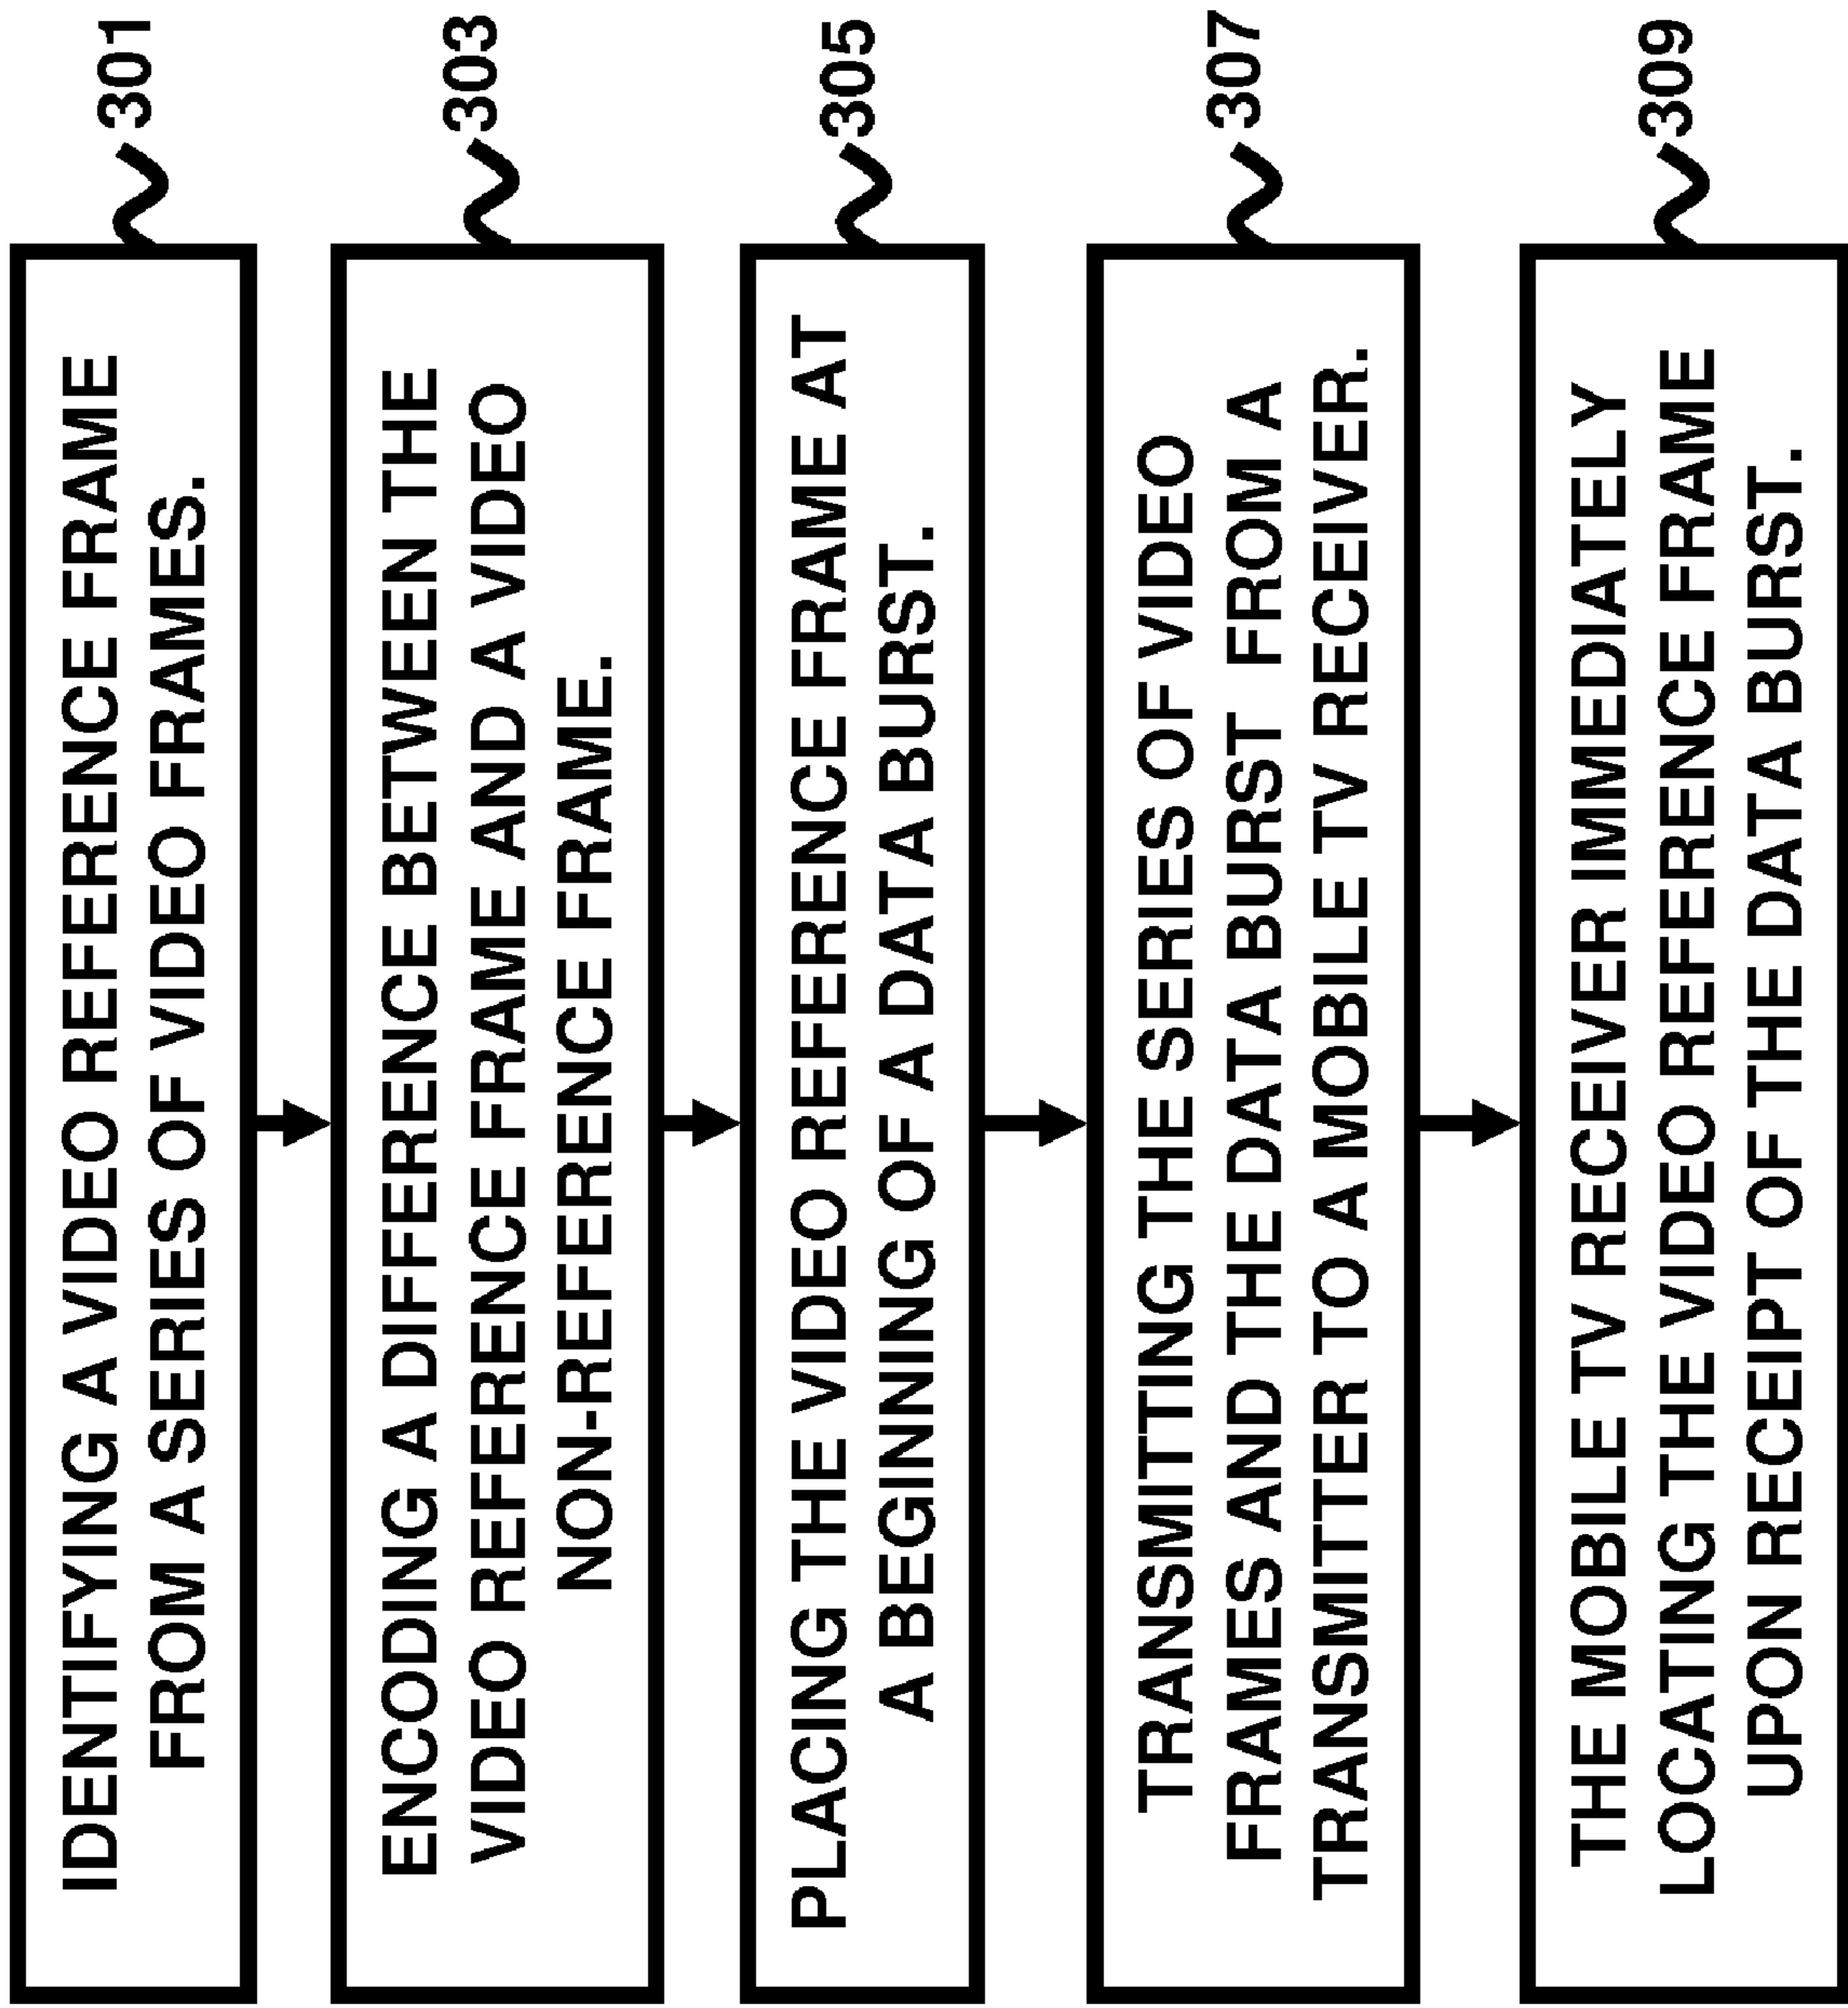 IDENTIFYING A VIDEO REFERENCE FRAME
FROM A SERIES OF VIDEO FRAMES.
301
ENCODING A DIFFERENCE BETWEEN THE
VIDEO REFERENCE FRAME AND A VIDEO
NON-REFERENCE FRAME.
303
PLACING THE VIDEO REFERENCE FRAME AT
A BEGINNING OF A DATA BURST.
305
TRANSMITTING THE SERIES OF VIDEO
FRAMES AND THE DATA BURST FROM A
TRANSMITTER TO A MOBILE TV RECEIVER.
307
THE MOBILE TV RECEIVER IMMEDIATELY
LOCATING THE VIDEO REFERENCE FRAME
UPON RECEIPT OF THE DATA BURST.
309